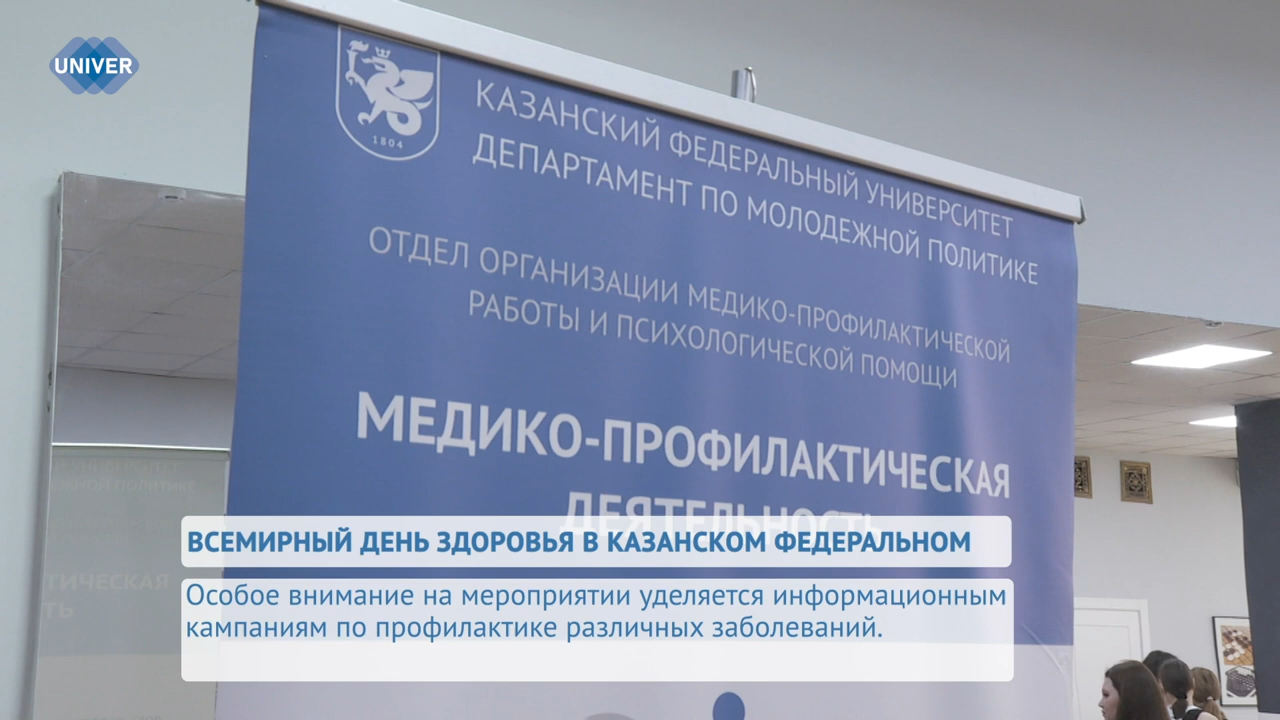 UNIVER
1804
КАЗАНСКИЙ ФЕДЕРАЛЬНЫЙ УНИВЕРСИТЕТ
ДЕПАРТАМЕНТ ПО МОЛОДЕЖНОЙ ПОЛИТИКЕ
ОТДЕЛ ОРГАНИЗАЦИИ МЕДИКО-ПРОФИЛАКТИЧЕСКОЙ
РАБОТЫ И ПСИХОЛОГИЧЕСКОЙ ПОМОЩИ
МЕДИКО-ПРОФИЛАКТИЧЕСКАЯ
ДЕЯТЕЛЬНОСТЬ
ВСЕМИРНЫЙ ДЕНЬ ЗДОРОВЬЯ В КАЗАНСКОМ ФЕДЕРАЛЬНОМ
Особое внимание на мероприятии уделяется информационным
кампаниям по профилактике различных заболеваний.